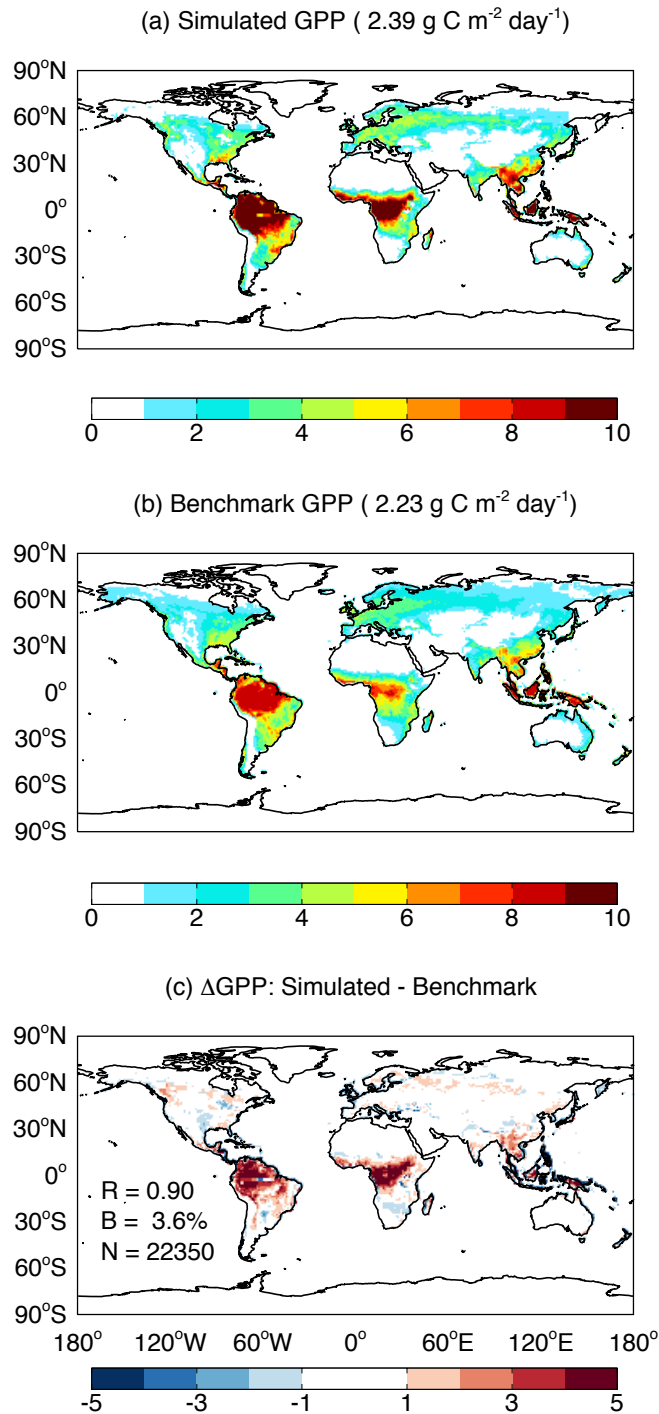 (a) Simulated GPP ( 2.39 g C m⁻² day⁻¹)
90°N
60°N
30°N
0°
30°S
60°S
90°S
0 2 4 6 8 10
(b) Benchmark GPP ( 2.23 g C m⁻² day⁻¹)
90°N
60°N
30°N
0°
30°S
60°S
90°S
0 2 4 6 8 10
(c) ΔGPP: Simulated - Benchmark
90°N
60°N
30°N
0°
30°S
60°S
90°S
R = 0.90
B = 3.6%
N = 22350
180° 120°W 60°W 0° 60°E 120°E 180°
-5 -3 -1 1 3 5